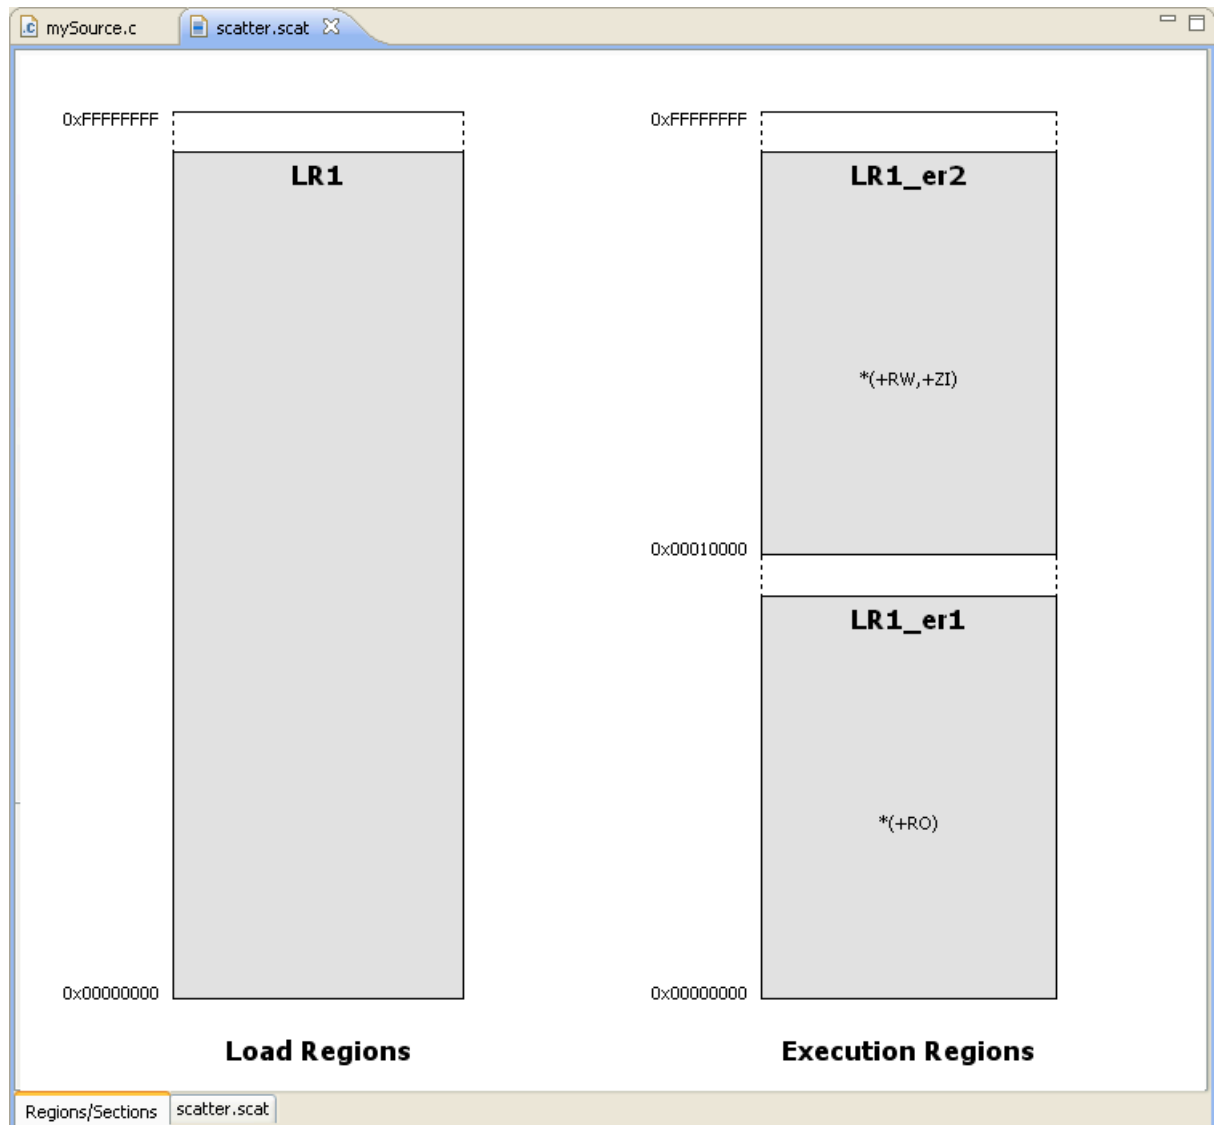 mySource.c
scatter.scat
0xFFFFFFFF
LR1
0x00000000
Load Regions
0xFFFFFFFF
LR1_er2
*(+RW,+ZI)
0x00010000
LR1_er1
*(+RO)
0x00000000
Execution Regions
Regions/Sections
scatter.scat